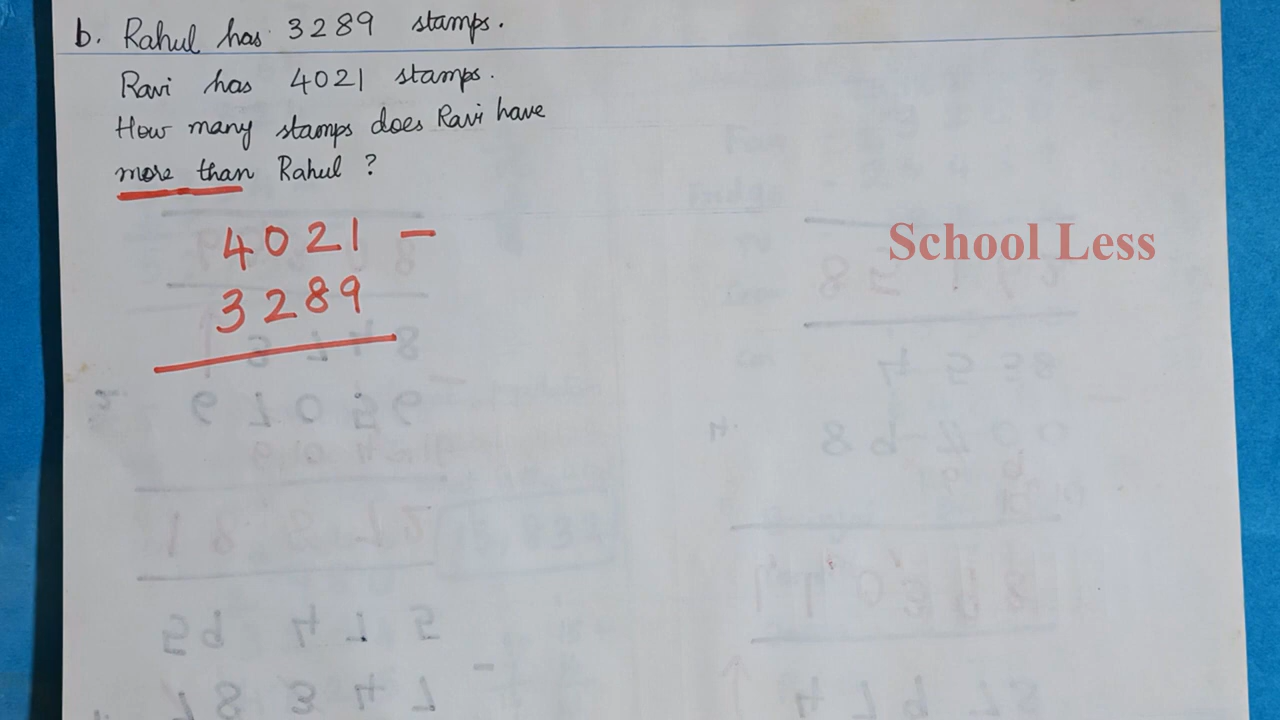 b. Rahul has 3289 stamps.
Ravi has 4021 stamps.
How many stamps does Ravi have
more than Rahul ?
4021 -
3289
School Less